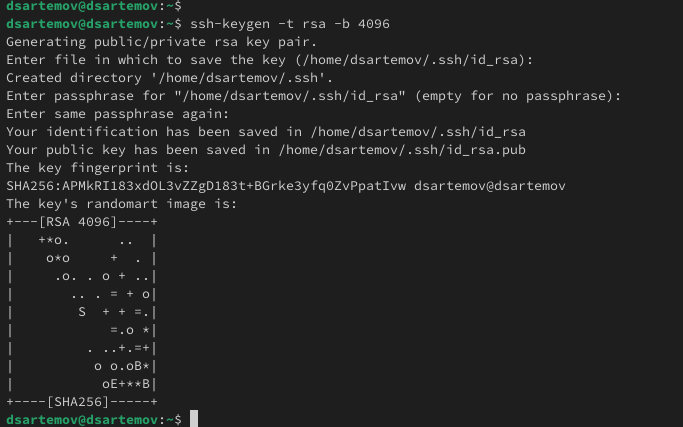 dsartemov@dsartemov:~$
dsartemov@dsartemov:~$ ssh-keygen -t rsa -b 4096
Generating public/private rsa key pair.
Enter file in which to save the key (/home/dsartemov/.ssh/id_rsa):
Created directory '/home/dsartemov/.ssh'.
Enter passphrase for "/home/dsartemov/.ssh/id_rsa" (empty for no passphrase):
Enter same passphrase again:
Your identification has been saved in /home/dsartemov/.ssh/id_rsa
Your public key has been saved in /home/dsartemov/.ssh/id_rsa.pub
The key fingerprint is:
SHA256:APMkRI183xdOL3vZZgD183t+BGrke3yfq0ZvPpatIvw dsartemov@dsartemov
The key's randomart image is:
+---[RSA 4096]----+
|   +*o.      ..  |
|    o*o     +  . |
|     .o. . o + ..|
|       .. . = + o|
|        S  + + =.|
|            =.o *|
|         . ..+.=+|
|          o o.oB*|
|           oE+**B|
+----[SHA256]-----+
dsartemov@dsartemov:~$